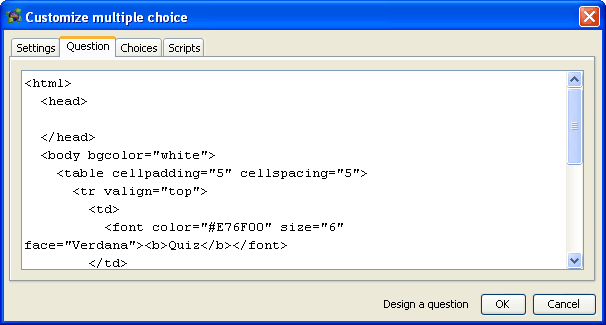 Customize multiple choice
Settings Question Choices Scripts
<html>
  <head>

  </head>
  <body bgcolor="white">
    <table cellpadding="5" cellspacing="5">
      <tr valign="top">
        <td>
          <font color="#E76F00" size="6"
face="Verdana"><b>Quiz</b></font>
        </td>
Design a question OK Cancel